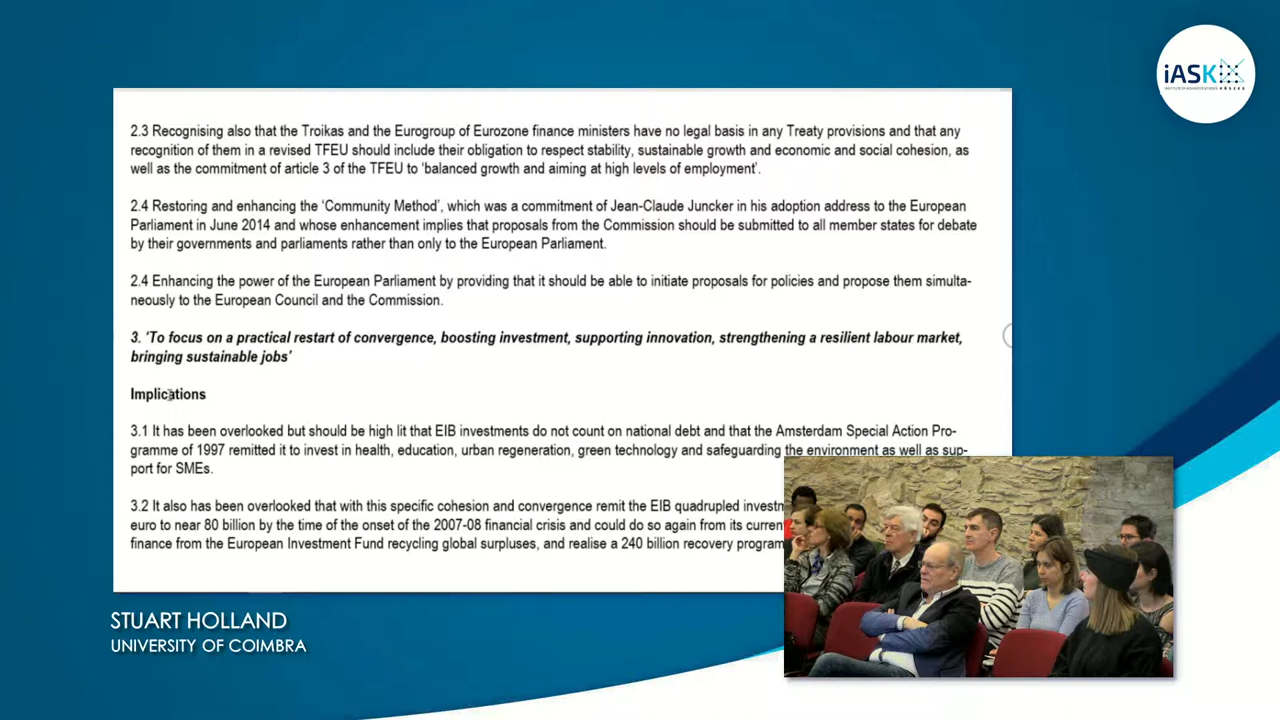 iASK
INSTITUTE OF ADVANCED STUDIES KŐSZEG
2.3 Recognising also that the Troikas and the Eurogroup of Eurozone finance ministers have no legal basis in any Treaty provisions and that any
recognition of them in a revised TFEU should include their obligation to respect stability, sustainable growth and economic and social cohesion, as
well as the commitment of article 3 of the TFEU to ‘balanced growth and aiming at high levels of employment’.
2.4 Restoring and enhancing the ‘Community Method’, which was a commitment of Jean-Claude Juncker in his adoption address to the European
Parliament in June 2014 and whose enhancement implies that proposals from the Commission should be submitted to all member states for debate
by their governments and parliaments rather than only to the European Parliament.
2.4 Enhancing the power of the European Parliament by providing that it should be able to initiate proposals for policies and propose them simulta-
neously to the European Council and the Commission.
3. ‘To focus on a practical restart of convergence, boosting investment, supporting innovation, strengthening a resilient labour market,
bringing sustainable jobs’
Implications
3.1 It has been overlooked but should be high lit that EIB investments do not count on national debt and that the Amsterdam Special Action Pro-
gramme of 1997 remitted it to invest in health, education, urban regeneration, green technology and safeguarding the environment as well as sup-
port for SMEs.
3.2 It also has been overlooked that with this specific cohesion and convergence remit the EIB quadrupled
euro to near 80 billion by the time of the onset of the 2007-08 financial crisis and could do so again from its
finance from the European Investment Fund recycling global surpluses, and realise a 240 billion recovery
STUART HOLLAND
UNIVERSITY OF COIMBRA